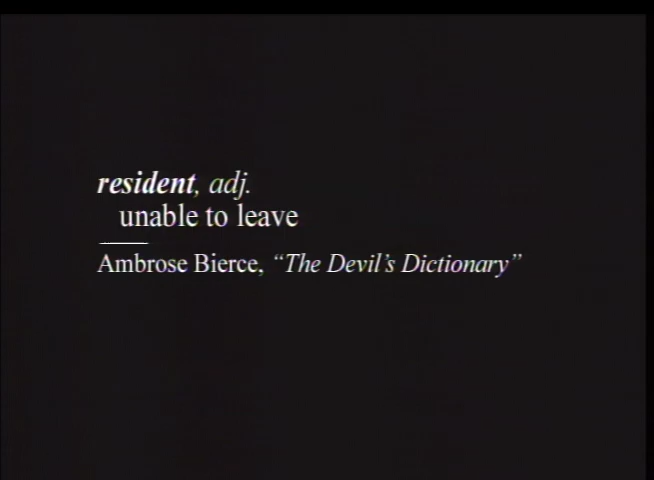 resident, adj.
unable to leave
Ambrose Bierce, “The Devil’s Dictionary”